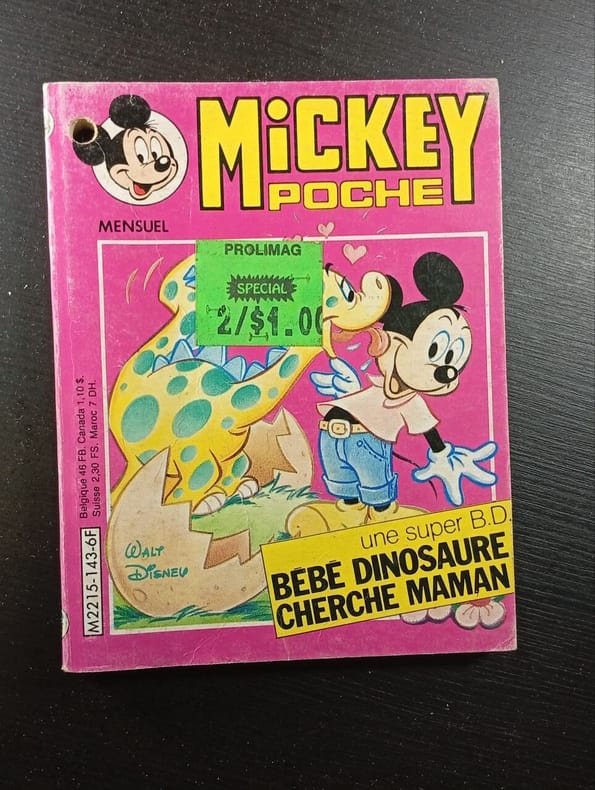 MiCKEY
POCHE
MENSUEL
PROLIMAG
SPECIAL
2/$1.00
Belgique 46 FB. Canada 1,10 $.
Suisse 2,30 FS. Maroc 7 DH.
M2215-143-6F
WALT
DISNEY
une super B.D.
BÉBÉ DINOSAURE
CHERCHE MAMAN